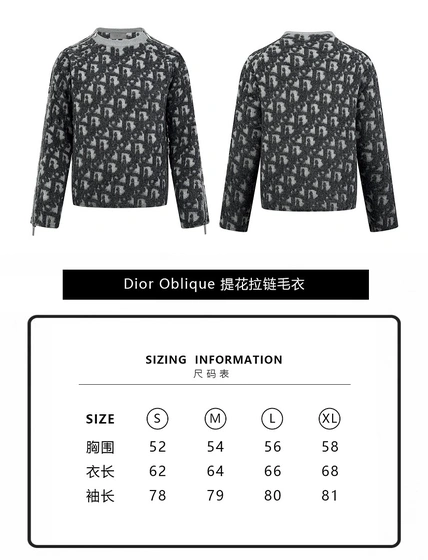 Dior Oblique 提花拉链毛衣
SIZING INFORMATION
尺码表
SIZE S M L XL
胸围 52 54 56 58
衣长 62 64 66 68
袖长 78 79 80 81